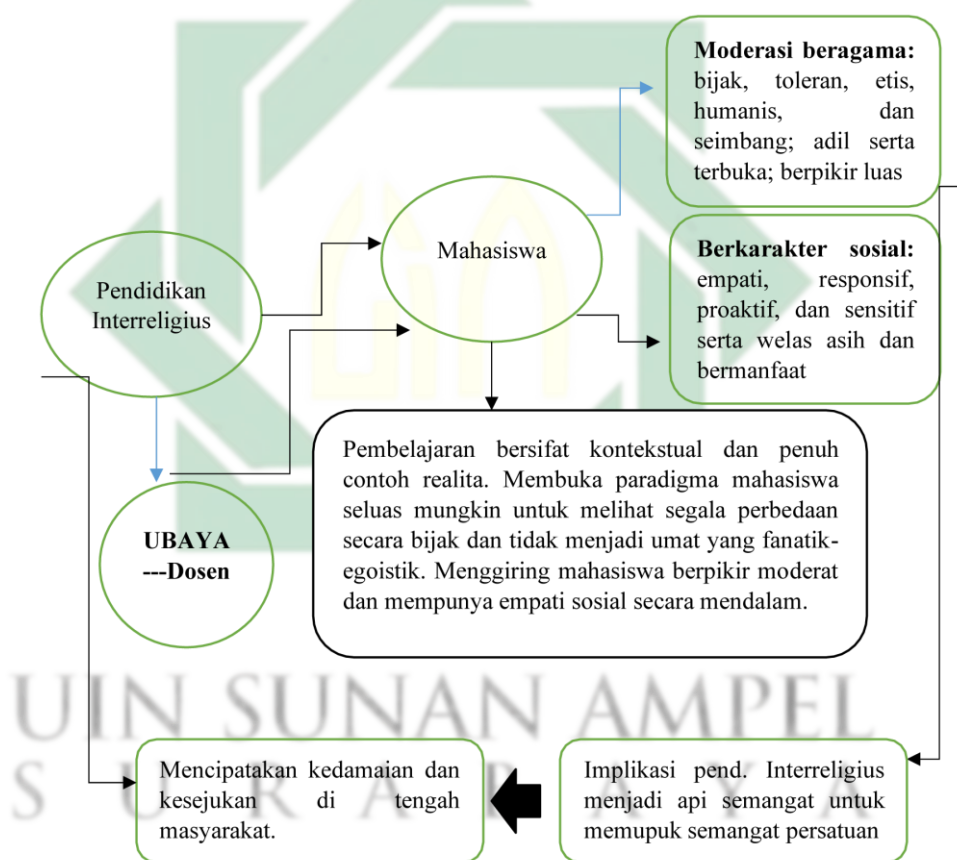 Moderasi beragama:
bijak, toleran, etis,
humanis, dan
seimbang; adil serta
terbuka; berpikir luas
Mahasiswa
Berkarakter sosial:
empati, responsif,
proaktif, dan sensitif
serta welas asih dan
bermanfaat
Pendidikan
Interreligius
Pembelajaran bersifat kontekstual dan penuh
contoh realita. Membuka paradigma mahasiswa
seluas mungkin untuk melihat segala perbedaan
secara bijak dan tidak menjadi umat yang fanatik-
egoistik. Menggiring mahasiswa berpikir moderat
dan mempunya empati sosial secara mendalam.
UBAYA
---Dosen
UIN SUNAN AMPEL
S U R A B A Y A
Mencipatakan kedamaian dan
kesejukan di tengah
masyarakat.
Implikasi pend. Interreligius
menjadi api semangat untuk
memupuk semangat persatuan